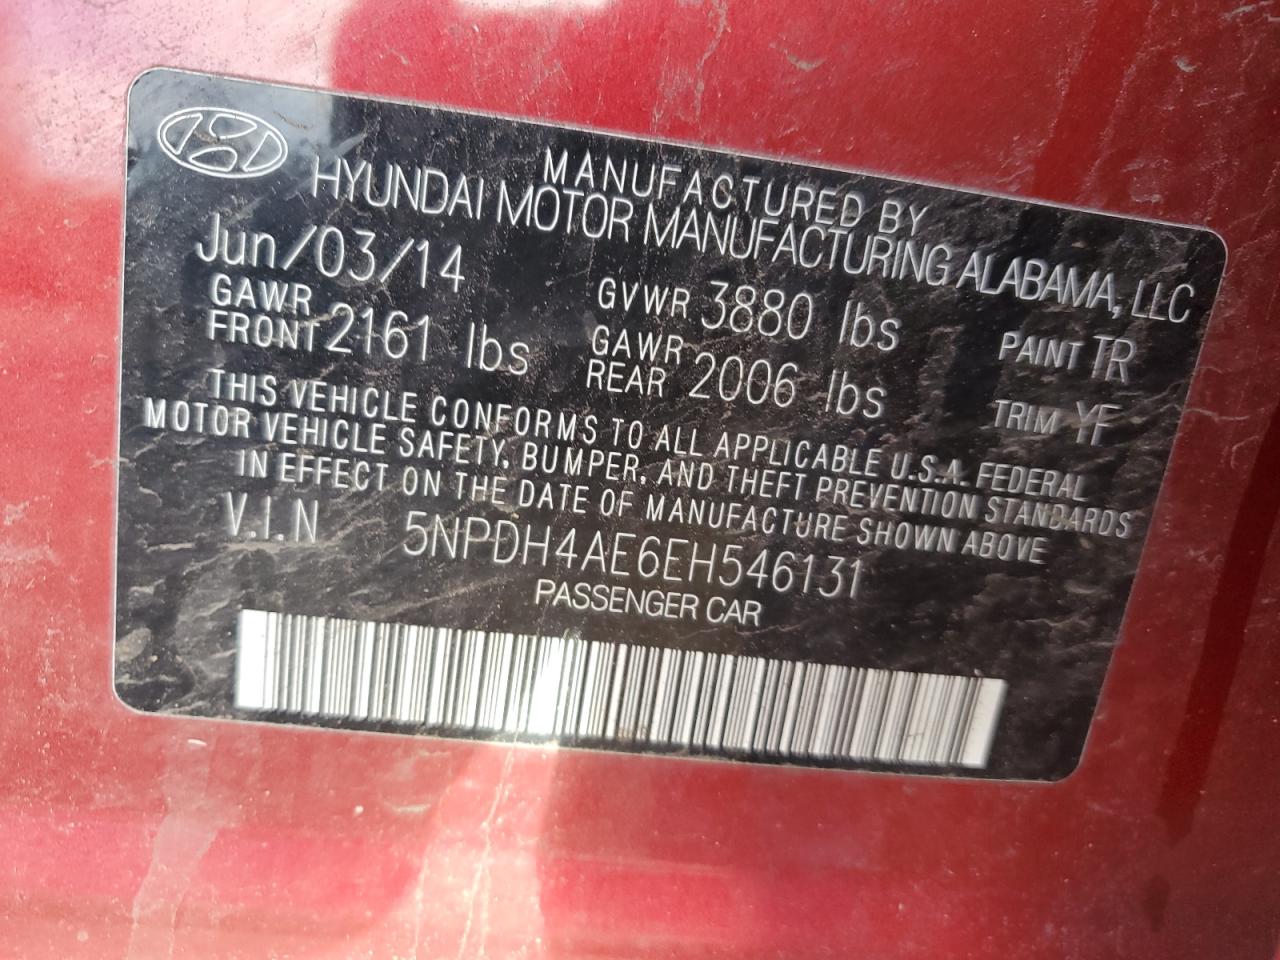 MANUFACTURED BY
HYUNDAI MOTOR MANUFACTURING ALABAMA, LLC
Jun/03/14 GVWR 3880 lbs PAINT TR
GAWR FRONT 2161 lbs GAWR REAR 2006 lbs TRIM YF
THIS VEHICLE CONFORMS TO ALL APPLICABLE U.S.A. FEDERAL
MOTOR VEHICLE SAFETY, BUMPER, AND THEFT PREVENTION STANDARDS
IN EFFECT ON THE DATE OF MANUFACTURE SHOWN ABOVE
V.I.N 5NPDH4AE6EH546131
PASSENGER CAR